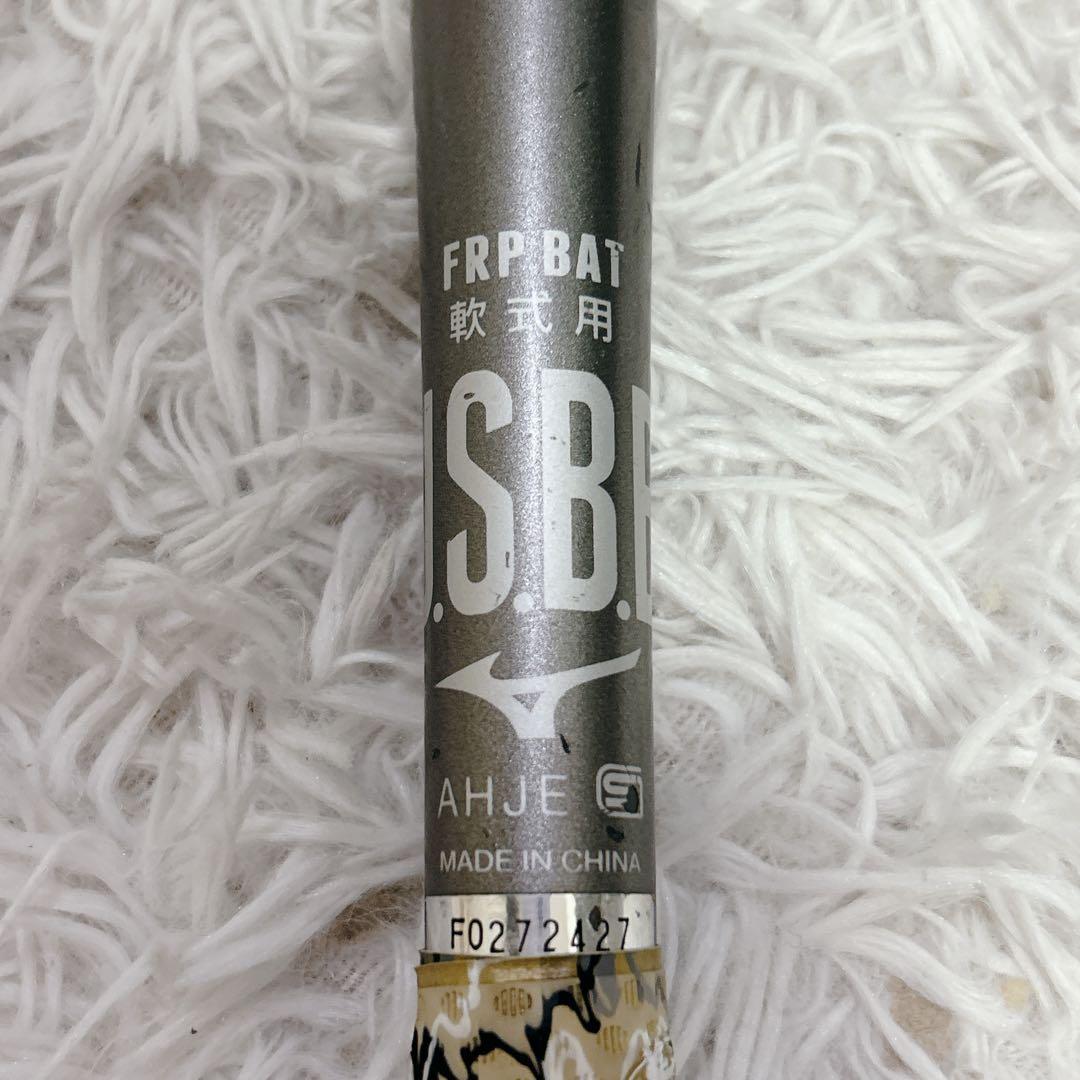 FRP BAT
軟式用
J.S.B.B
AHJE
MADE IN CHINA
F0272427